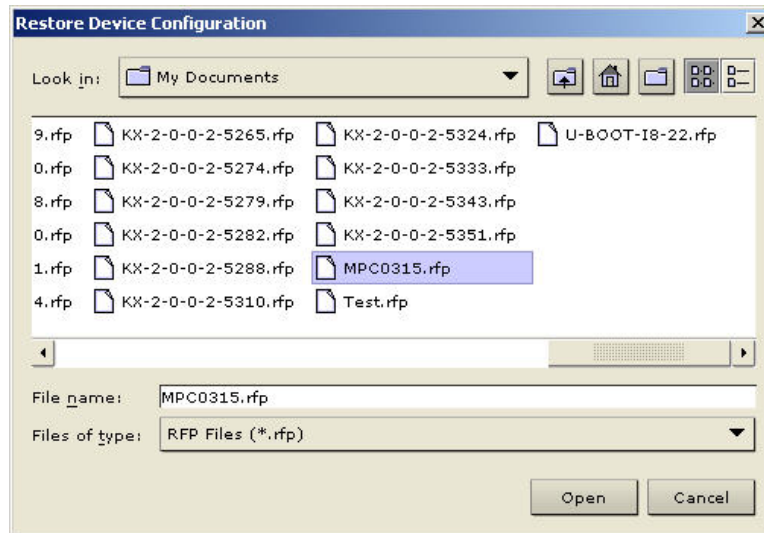 Restore Device Configuration
Look in: My Documents
9.rfp KX-2-0-0-2-5265.rfp KX-2-0-0-2-5324.rfp U-BOOT-I8-22.rfp
0.rfp KX-2-0-0-2-5274.rfp KX-2-0-0-2-5333.rfp
8.rfp KX-2-0-0-2-5279.rfp KX-2-0-0-2-5343.rfp
0.rfp KX-2-0-0-2-5282.rfp KX-2-0-0-2-5351.rfp
1.rfp KX-2-0-0-2-5288.rfp MPC0315.rfp
4.rfp KX-2-0-0-2-5310.rfp Test.rfp
File name: MPC0315.rfp
Files of type: RFP Files (*.rfp)
Open Cancel